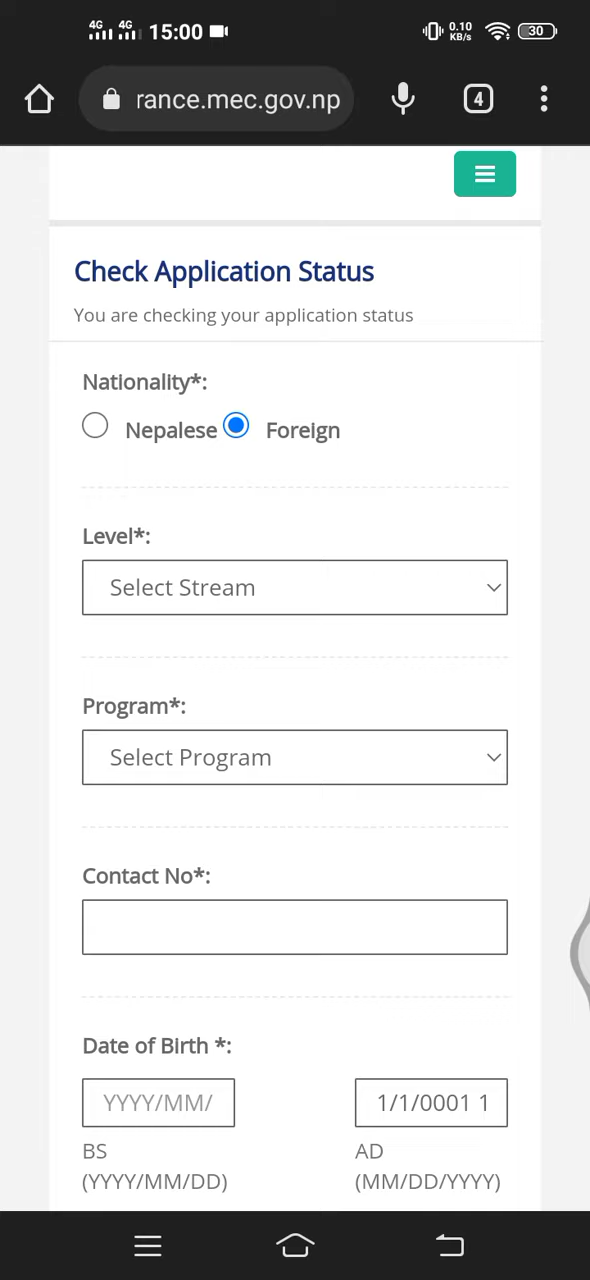 4G 4G 15:00 0.10 KB/s 30
rance.mec.gov.np 4
Check Application Status
You are checking your application status
Nationality*:
Nepalese Foreign
Level*:
Select Stream
Program*:
Select Program
Contact No*:
Date of Birth *:
YYYY/MM/ 1/1/0001 1
BS AD
(YYYY/MM/DD) (MM/DD/YYYY)